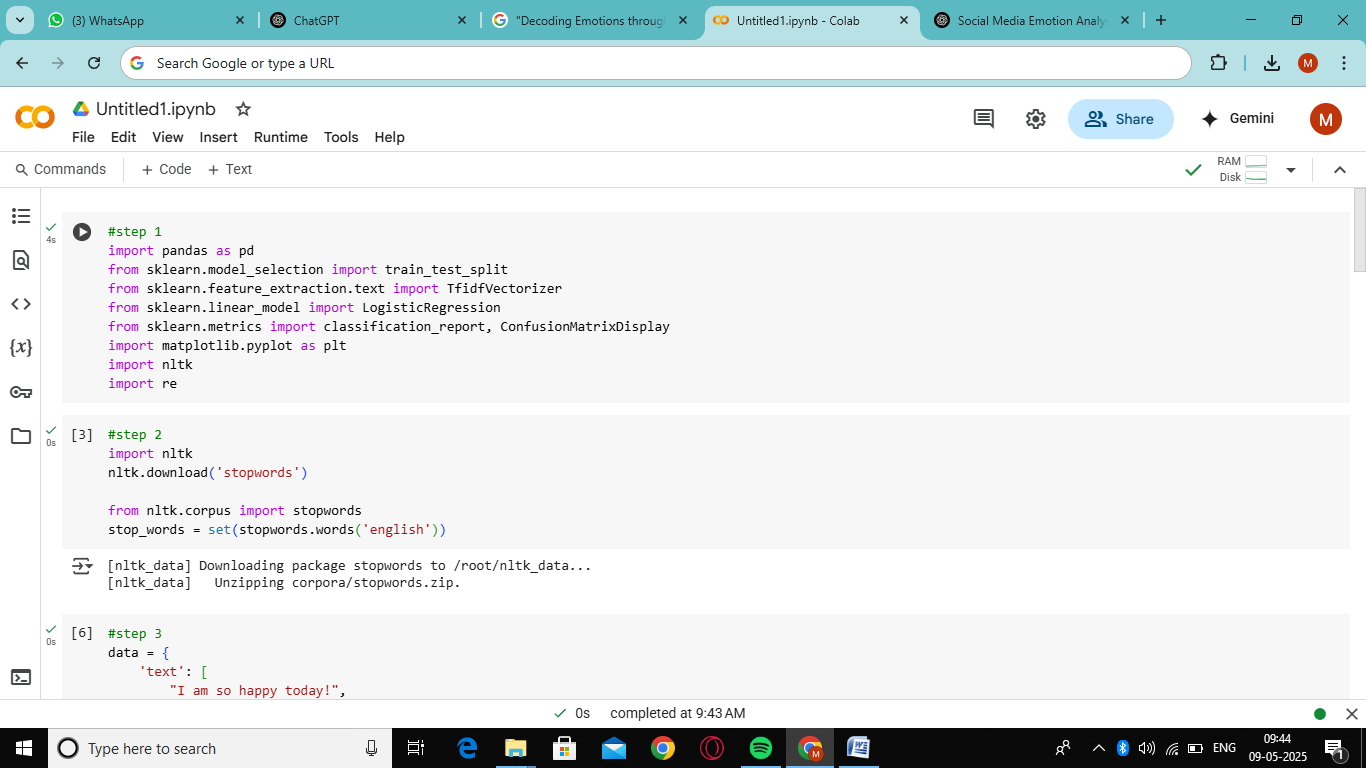 (3) WhatsApp
ChatGPT
"Decoding Emotions throug
Untitled1.ipynb - Colab
Social Media Emotion Analy
Search Google or type a URL
M
Untitled1.ipynb
File Edit View Insert Runtime Tools Help
Share
Gemini
M
Commands + Code + Text
RAM
Disk
4s
#step 1
import pandas as pd
from sklearn.model_selection import train_test_split
from sklearn.feature_extraction.text import TfidfVectorizer
from sklearn.linear_model import LogisticRegression
from sklearn.metrics import classification_report, ConfusionMatrixDisplay
import matplotlib.pyplot as plt
import nltk
import re
0s
[3] #step 2
import nltk
nltk.download('stopwords')
from nltk.corpus import stopwords
stop_words = set(stopwords.words('english'))
[nltk_data] Downloading package stopwords to /root/nltk_data...
[nltk_data]   Unzipping corpora/stopwords.zip.
0s
[6] #step 3
data = {
'text': [
"I am so happy today!",
0s completed at 9:43 AM
Type here to search
M
W
ENG
09:44
09-05-2025
1